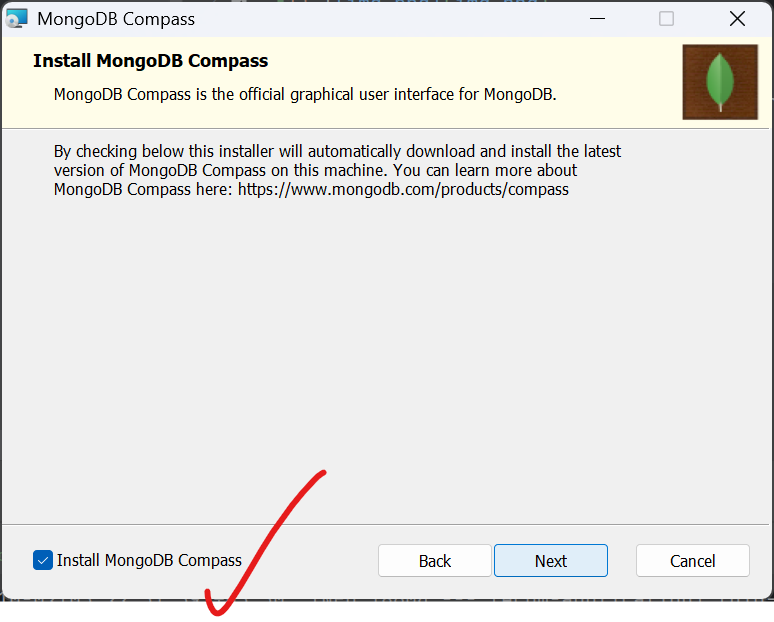 MongoDB Compass
Install MongoDB Compass
MongoDB Compass is the official graphical user interface for MongoDB.
By checking below this installer will automatically download and install the latest
version of MongoDB Compass on this machine. You can learn more about
MongoDB Compass here: https://www.mongodb.com/products/compass
Install MongoDB Compass
Back
Next
Cancel